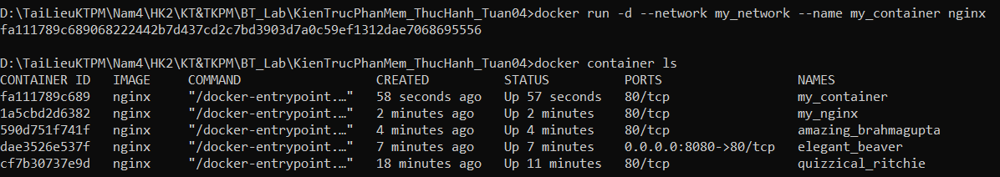 D:\TaiLieuKTPM\Nam4\HK2\KT&TKPM\BT_Lab\KienTrucPhanMem_ThucHanh_Tuan04>docker run -d --network my_network --name my_container nginx
fa111789c689068222442b7d437cd2c7bd3903d7a0c59ef1312dae7068695556
D:\TaiLieuKTPM\Nam4\HK2\KT&TKPM\BT_Lab\KienTrucPhanMem_ThucHanh_Tuan04>docker container ls
CONTAINER ID   IMAGE     COMMAND                  CREATED          STATUS          PORTS                  NAMES
fa111789c689   nginx     "/docker-entrypoint.…"   58 seconds ago   Up 57 seconds   80/tcp                 my_container
1a5cbd2d6382   nginx     "/docker-entrypoint.…"   2 minutes ago    Up 2 minutes    80/tcp                 my_nginx
590d751f741f   nginx     "/docker-entrypoint.…"   4 minutes ago    Up 4 minutes    80/tcp                 amazing_brahmagupta
dae3526e537f   nginx     "/docker-entrypoint.…"   7 minutes ago    Up 7 minutes    0.0.0.0:8080->80/tcp   elegant_beaver
cf7b30737e9d   nginx     "/docker-entrypoint.…"   18 minutes ago   Up 11 minutes   80/tcp                 quizzical_ritchie